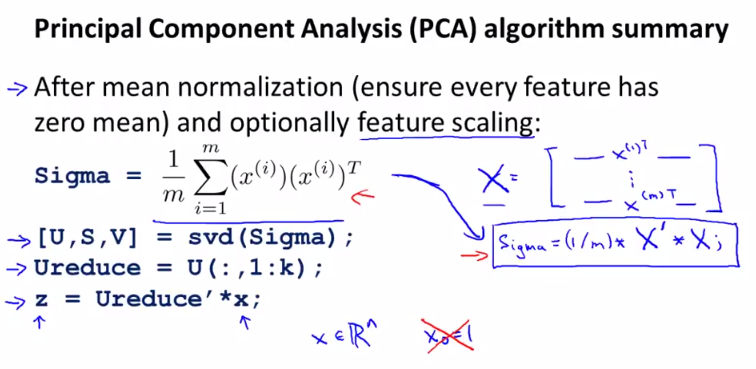 Principal Component Analysis (PCA) algorithm summary
→ After mean normalization (ensure every feature has
zero mean) and optionally feature scaling:
Sigma = 1/m ∑_{i=1}^{m} (x^{(i)})(x^{(i)})^T
X = [ — x^{(1)T} — ⋮ — x^{(m)T} — ]
→ [U,S,V] = svd(Sigma);
→ Sigma = (1/m) * X' * X;
→ Ureduce = U(:,1:k);
→ z = Ureduce'*x;
↑ ↑
x ∈ ℝ^n
x_0 = 1